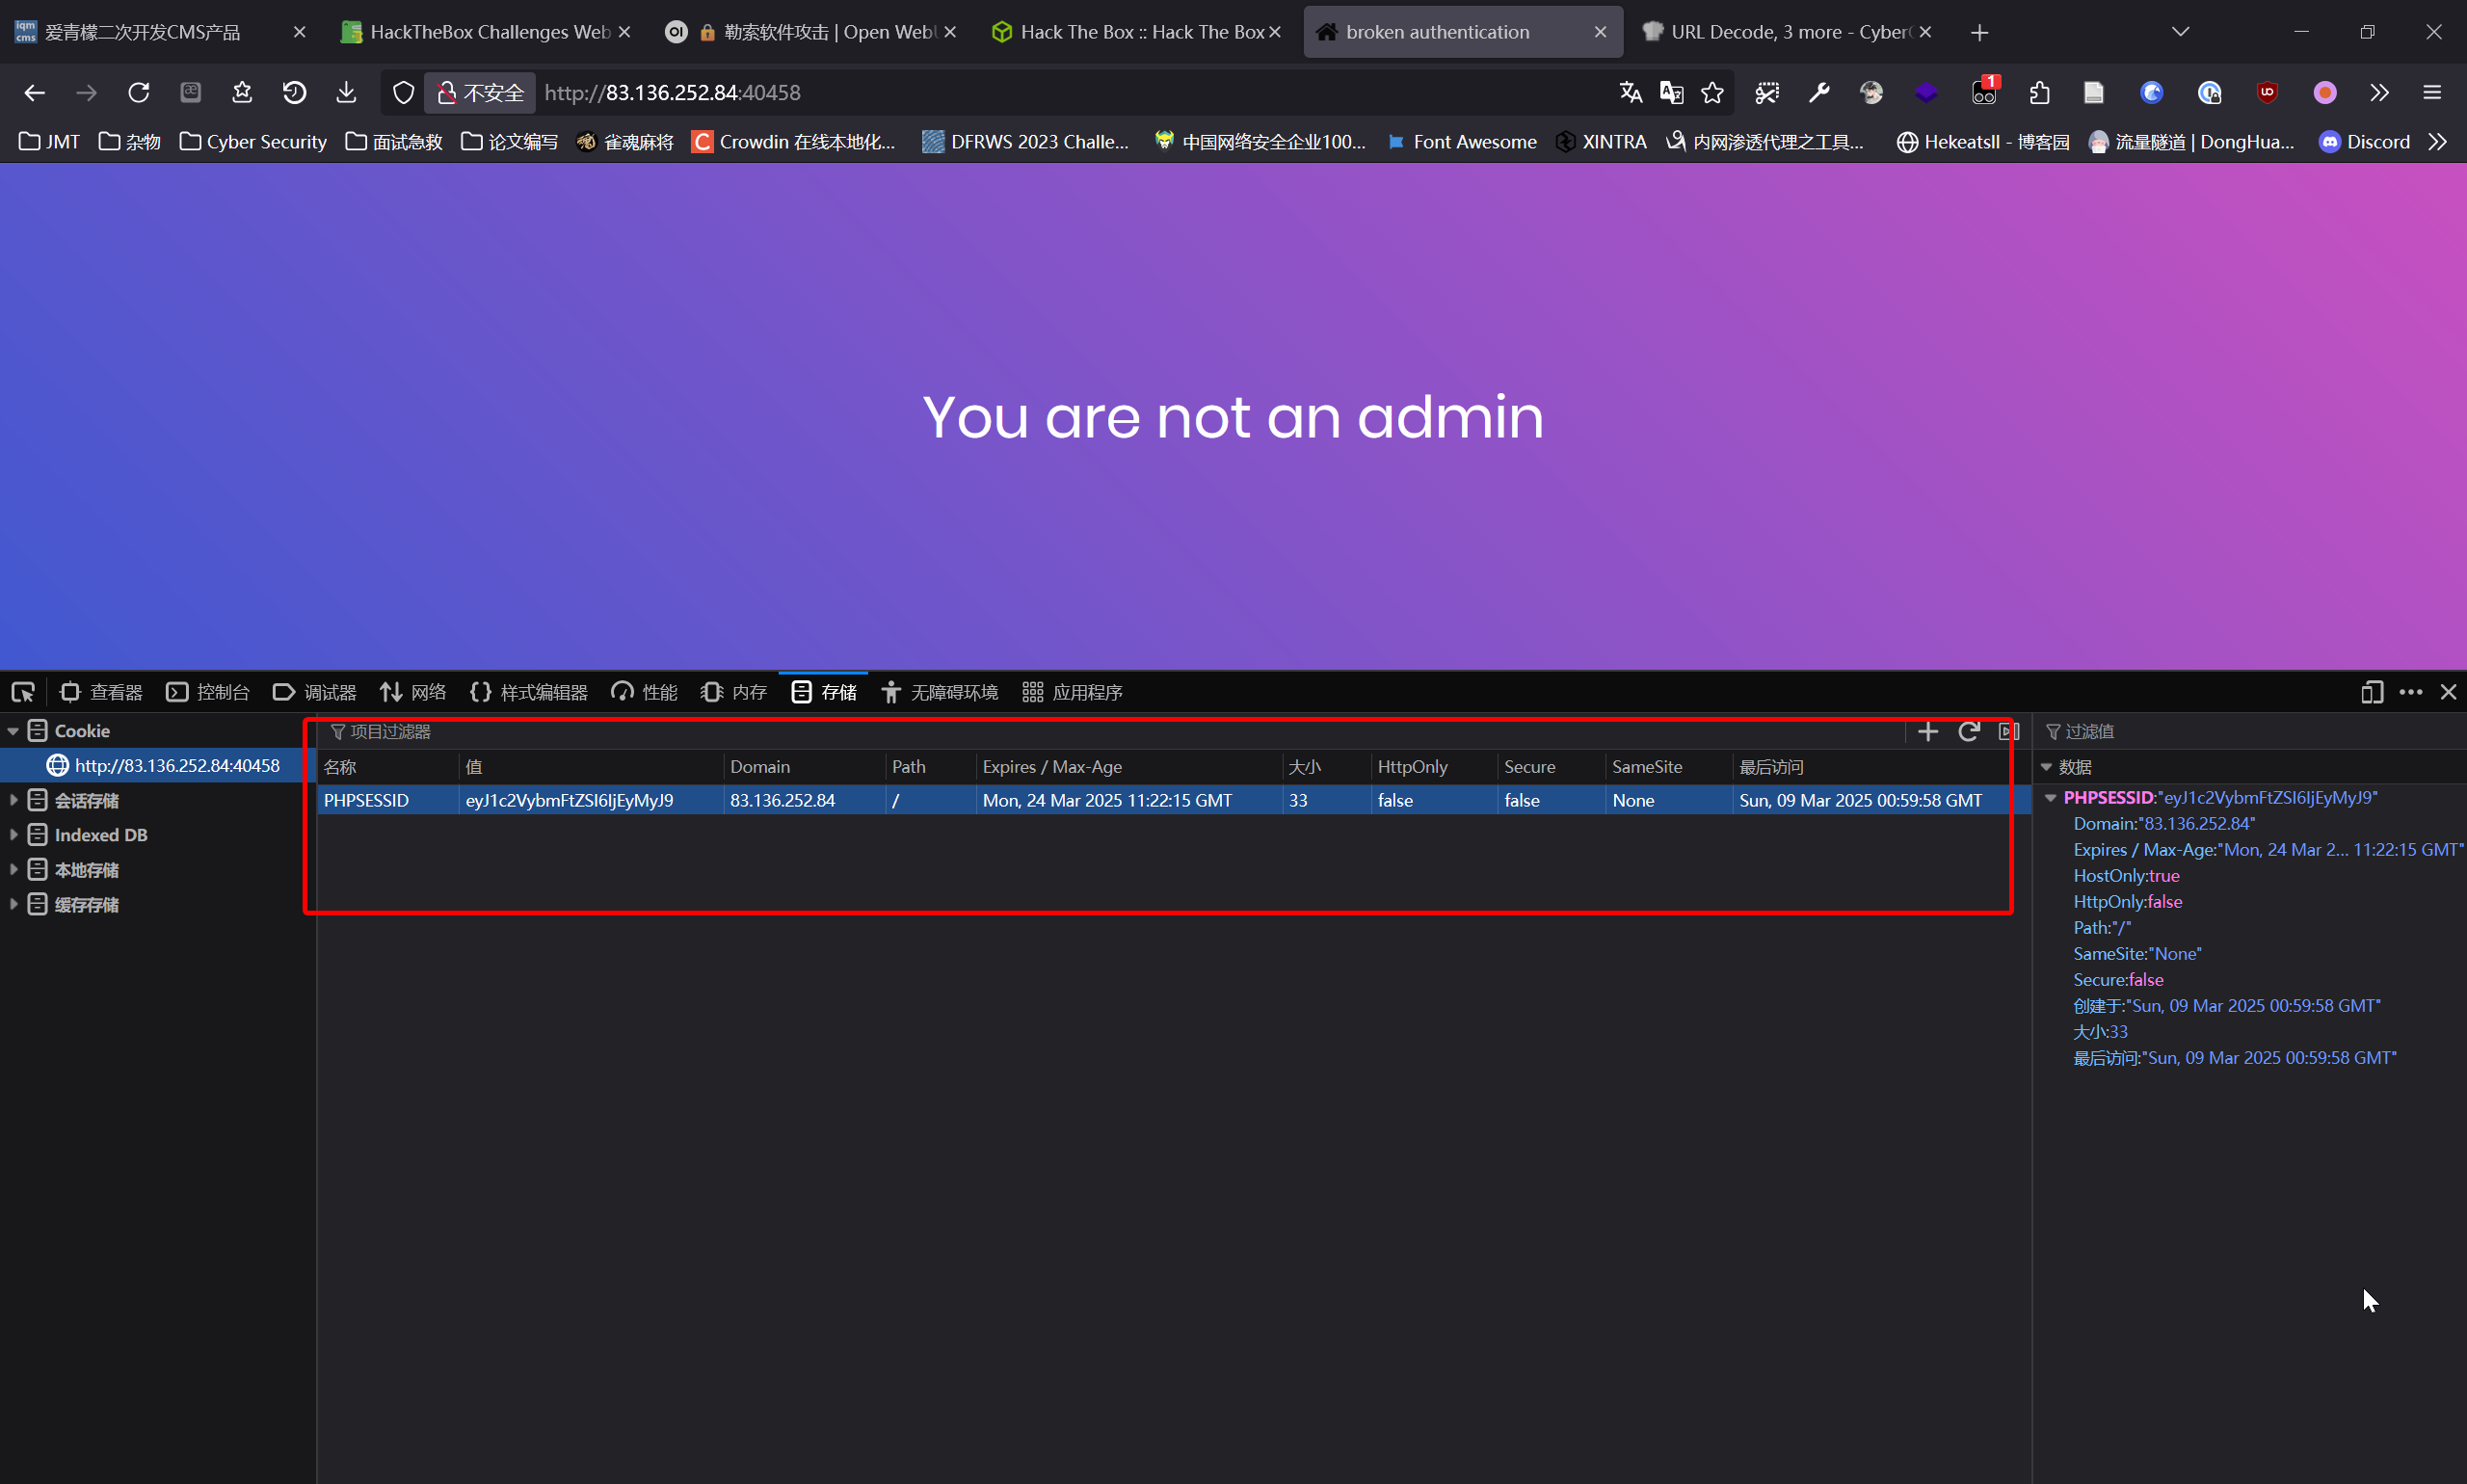 爱青檬二次开发CMS产品
HackTheBox Challenges Web
勒索软件攻击 | Open WebU
Hack The Box :: Hack The Box
broken authentication
URL Decode, 3 more - CyberC
不安全
http://83.136.252.84:40458
1
JMT
杂物
Cyber Security
面试急救
论文编写
雀魂麻将
Crowdin 在线本地化...
DFRWS 2023 Challe...
中国网络安全企业100...
Font Awesome
XINTRA
内网渗透代理之工具...
Hekeatsll - 博客园
流量隧道 | DongHua...
Discord
You are not an admin
查看器
控制台
调试器
网络
样式编辑器
性能
内存
存储
无障碍环境
应用程序
Cookie
http://83.136.252.84:40458
会话存储
Indexed DB
本地存储
缓存存储
项目过滤器
名称 值 Domain Path Expires / Max-Age 大小 HttpOnly Secure SameSite 最后访问
PHPSESSID eyJ1c2VybmFtZSI6IjEyMyJ9 83.136.252.84 / Mon, 24 Mar 2025 11:22:15 GMT 33 false false None Sun, 09 Mar 2025 00:59:58 GMT
过滤值
数据
PHPSESSID:"eyJ1c2VybmFtZSI6IjEyMyJ9"
Domain:"83.136.252.84"
Expires / Max-Age:"Mon, 24 Mar 2... 11:22:15 GMT"
HostOnly:true
HttpOnly:false
Path:"/"
SameSite:"None"
Secure:false
创建于:"Sun, 09 Mar 2025 00:59:58 GMT"
大小:33
最后访问:"Sun, 09 Mar 2025 00:59:58 GMT"